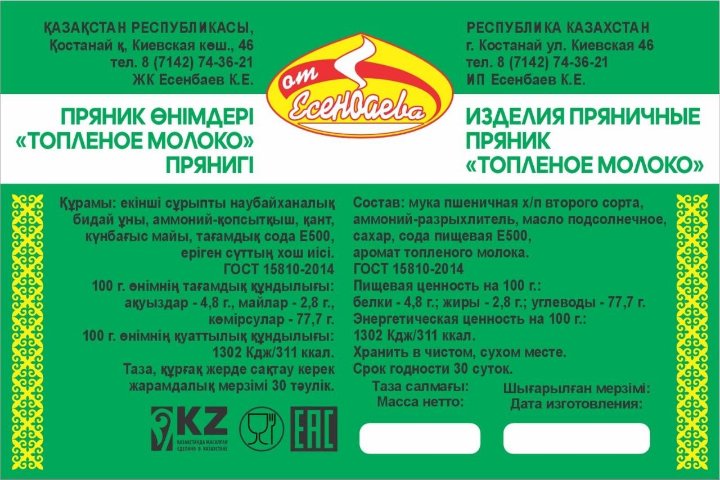 ҚАЗАҚСТАН РЕСПУБЛИКАСЫ,
Қостанай қ, Киевская көш., 46
тел. 8 (7142) 74-36-21
ЖК Есенбаев К.Е.
от
Есенбаева
РЕСПУБЛИКА КАЗАХСТАН
г. Костанай ул. Киевская 46
тел. 8 (7142) 74-36-21
ИП Есенбаев К.Е.
ПРЯНИК ӨНІМДЕРІ
«ТОПЛЕНОЕ МОЛОКО»
ПРЯНИГІ
ИЗДЕЛИЯ ПРЯНИЧНЫЕ
ПРЯНИК
«ТОПЛЕНОЕ МОЛОКО»
Құрамы: екінші сұрыпты наубайханалық
бидай ұны, аммоний-қопсытқыш, қант,
күнбағыс майы, тағамдық сода Е500,
еріген сүттың хош иісі.
ГОСТ 15810-2014
100 г. өнімнің тағамдық құндылығы:
ақуыздар - 4,8 г., майлар - 2,8 г.,
көмірсулар - 77,7 г.
100 г. өнімнің қуаттылық құндылығы:
1302 Кдж/311 ккал.
Таза, құрғақ жерде сақтау керек
жарамдалық мерзімі 30 тәулік.
Состав: мука пшеничная х/п второго сорта,
аммоний-разрыхлитель, масло подсолнечное,
сахар, сода пищевая Е500,
аромат топленого молока.
ГОСТ 15810-2014
Пищевая ценность на 100 г.:
белки - 4,8 г.; жиры - 2,8 г.; углеводы - 77,7 г.
Энергетическая ценность на 100 г.:
1302 Кдж/311 ккал.
Хранить в чистом, сухом месте.
Срок годности 30 суток.
KZ
ҚАЗАҚСТАНДА ЖАСАЛҒАН
СДЕЛАНО В КАЗАХСТАНЕ
EAC
Таза салмағы:
Масса нетто:
Шығарылған мерзімі:
Дата изготовления: